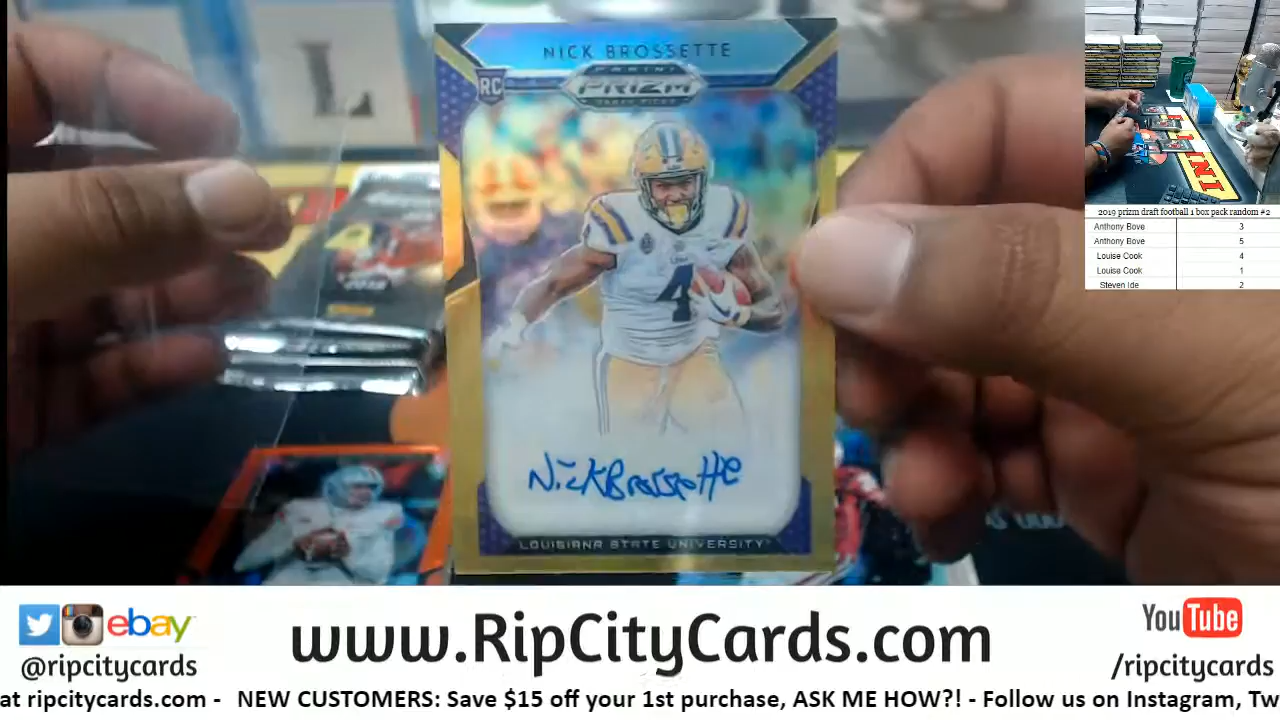 NICK BROSSETTE
RC
PANINI
PRIZM
DRAFT PICKS
4
Nick Brossette
LOUISIANA STATE UNIVERSITY
L
2019 prizm draft football 1 box pack random #2
Anthony Bove 3
Anthony Bove 5
Louise Cook 4
Louise Cook 1
Steven Ide 2
ebay
@ripcitycards
www.RipCityCards.com
YouTube
/ripcitycards
at ripcitycards.com - NEW CUSTOMERS: Save $15 off your 1st purchase, ASK ME HOW?! - Follow us on Instagram, Tw